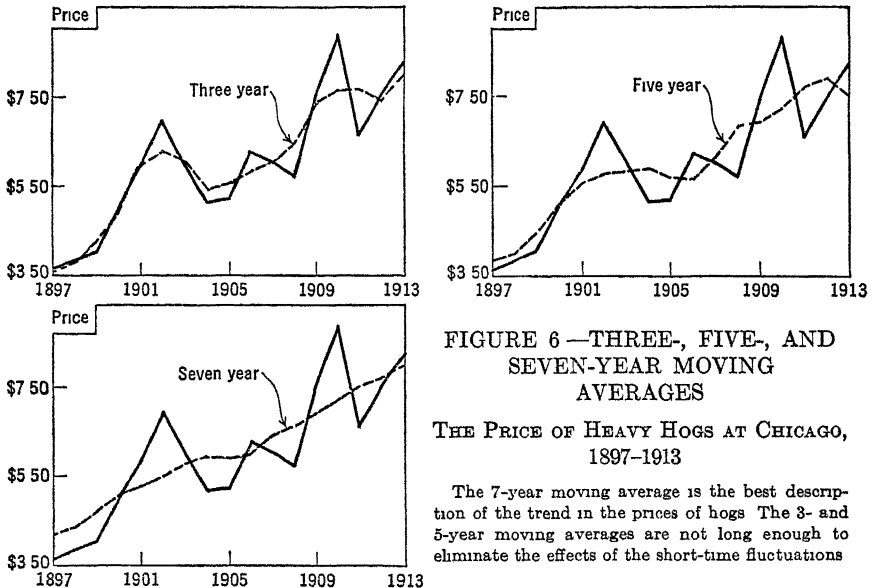 Price
Three year
$7 50
$5 50
$3 50
1897 1901 1905 1909 1913
Price
Five year
$7 50
$5 50
$3 50
1897 1901 1905 1909 1913
Price
Seven year
$7 50
$5 50
$3 50
1897 1901 1905 1909 1913
FIGURE 6 —THREE-, FIVE-, AND
SEVEN-YEAR MOVING
AVERAGES
THE PRICE OF HEAVY HOGS AT CHICAGO,
1897–1913
The 7-year moving average is the best descrip-
tion of the trend in the prices of hogs The 3- and
5-year moving averages are not long enough to
eliminate the effects of the short-time fluctuations